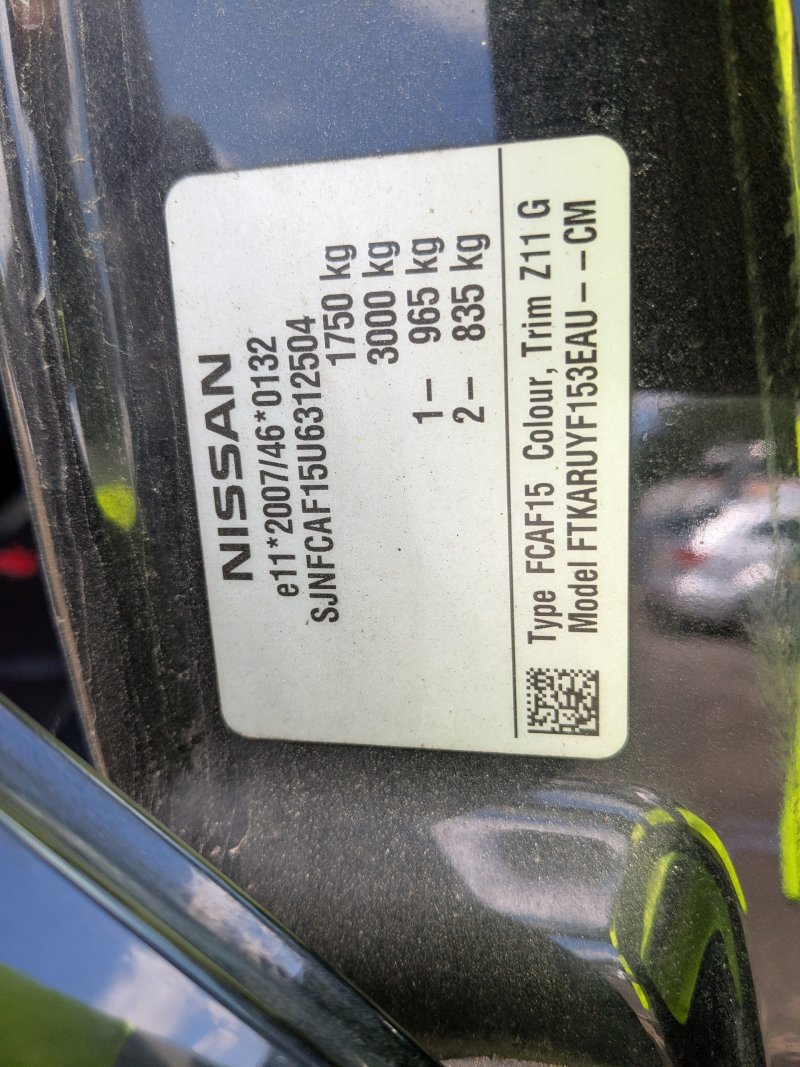 NISSAN
e11*2007/46*0132
SJNFCAF15U6312504
1750 kg
3000 kg
1– 965 kg
2– 835 kg
Type FCAF15 Colour, Trim Z11 G
Model FTKARUYF153EAU – – CM